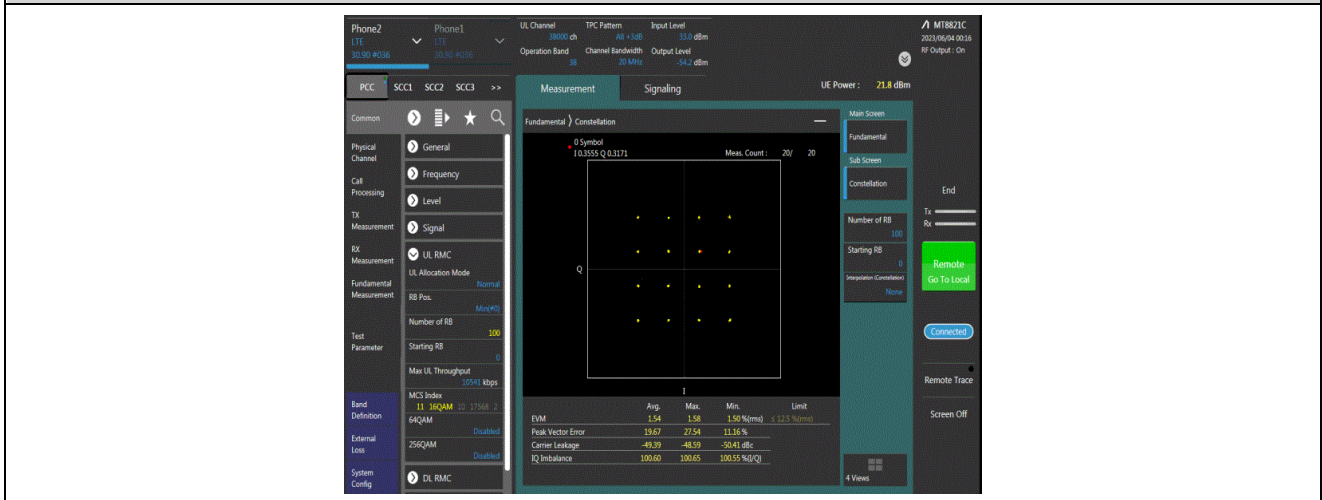 Phone2
LTE
30.90 #036
Phone1
LTE
30.90 #036
UL Channel TPC Pattern Input Level
38000 ch All +3dB 33.0 dBm
Operation Band Channel Bandwidth Output Level
38 20 MHz -54.2 dBm
MT8821C
2023/06/04 00:16
RF Output : On
PCC SCC1 SCC2 SCC3 >>
Measurement Signaling
UE Power : 21.8 dBm
Common
Physical
Channel
Call
Processing
TX
Measurement
RX
Measurement
Fundamental
Measurement
Test
Parameter
Band
Definition
External
Loss
System
Config
General
Frequency
Level
Signal
UL RMC
UL Allocation Mode
Normal
RB Pos.
Min(#0)
Number of RB
100
Starting RB
0
Max UL Throughput
10541 kbps
MCS Index
11 16QAM 10 17568 2
64QAM
Disabled
256QAM
Disabled
DL RMC
Fundamental 〉 Constellation
0 Symbol
I 0.3555 Q 0.3171
Meas. Count : 20/ 20
Q
I
Avg. Max. Min. Limit
EVM 1.54 1.58 1.50 %(rms) ≤ 12.5 %(rms)
Peak Vector Error 19.67 27.54 11.16 %
Carrier Leakage -49.39 -48.59 -50.41 dBc
IQ Imbalance 100.60 100.65 100.55 %(I/Q)
Main Screen
Fundamental
Sub Screen
Constellation
Number of RB
100
Starting RB
0
Interpolation (Constellation)
None
4 Views
End
Tx
Rx
Remote
Go To Local
Connected
Remote Trace
Screen Off